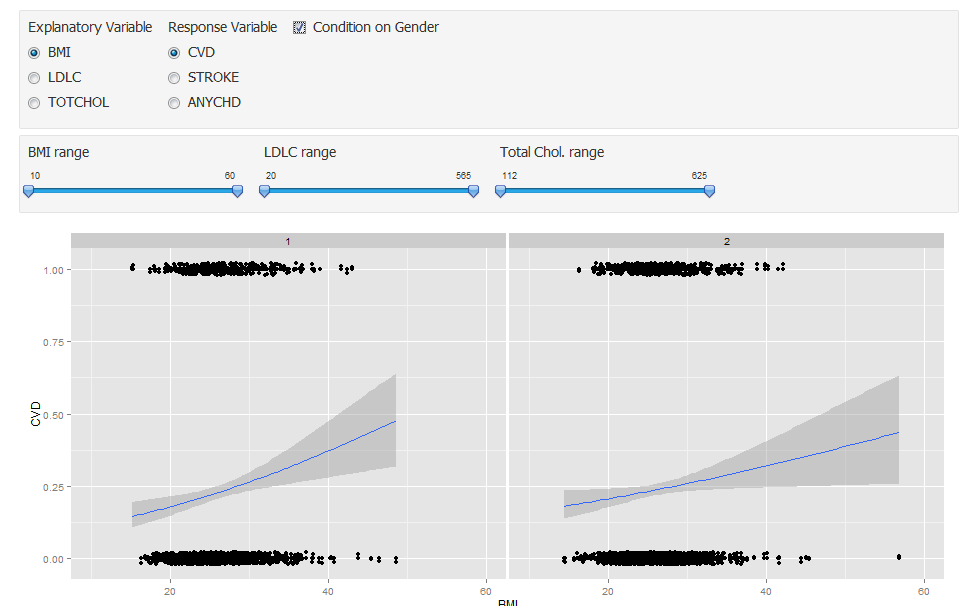 Explanatory Variable Response Variable Condition on Gender
BMI CVD
LDLC STROKE
TOTCHOL ANYCHD
BMI range LDLC range Total Chol. range
10 60 20 565 112 625
1 2
1.00
0.75
0.50
0.25
0.00
CVD
20 40 60 20 40 60
BMI